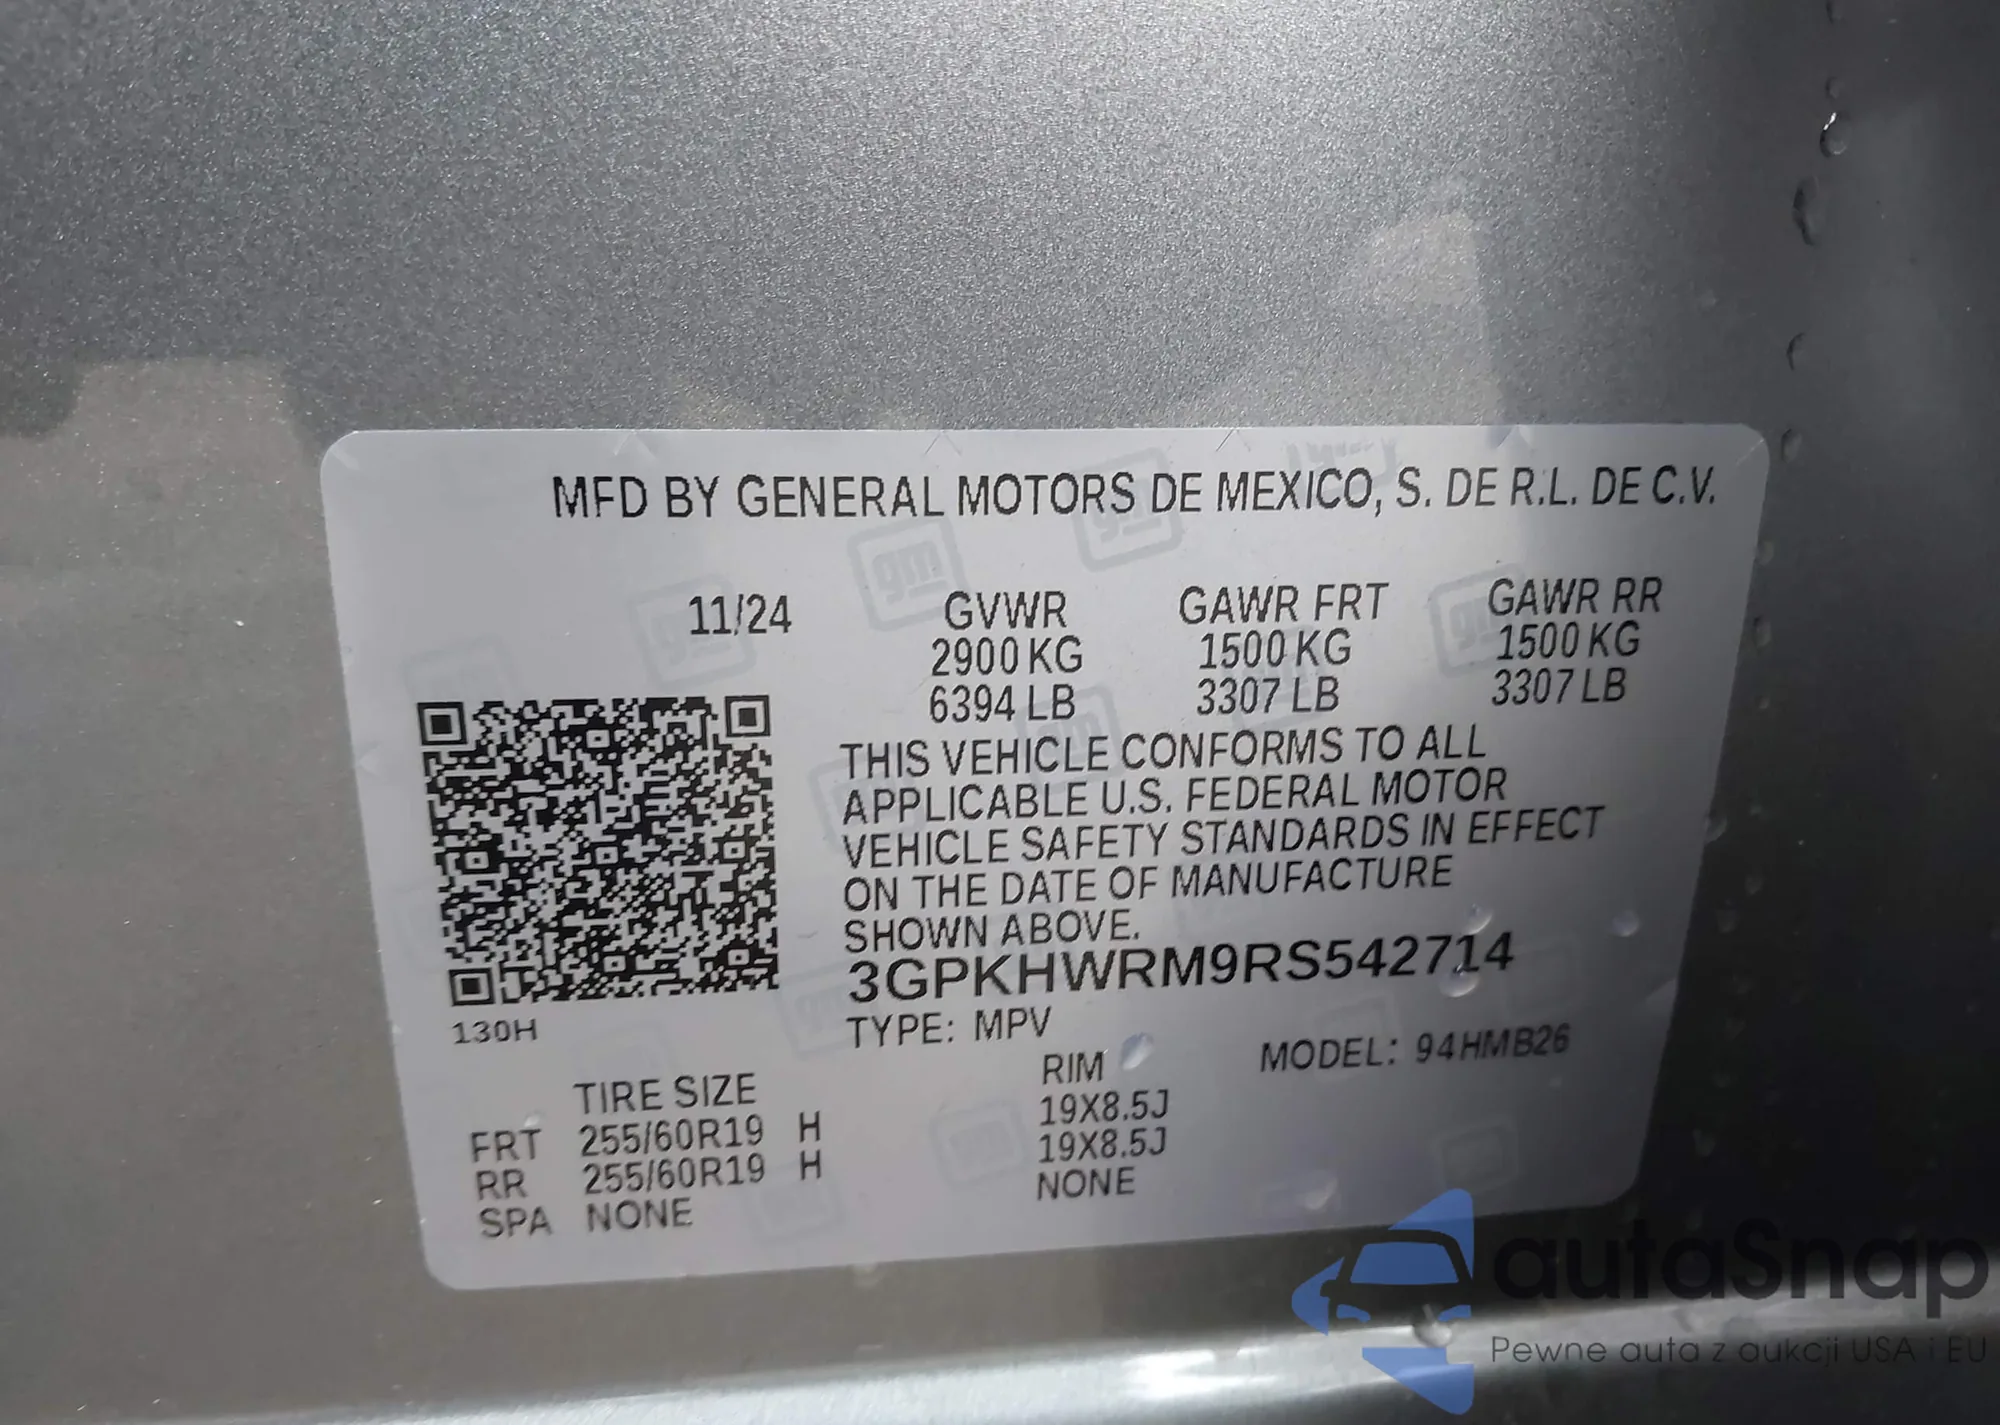 MFD BY GENERAL MOTORS DE MEXICO, S. DE R.L. DE C.V.
11/24 GVWR GAWR FRT GAWR RR
2900 KG 1500 KG 1500 KG
6394 LB 3307 LB 3307 LB
THIS VEHICLE CONFORMS TO ALL
APPLICABLE U.S. FEDERAL MOTOR
VEHICLE SAFETY STANDARDS IN EFFECT
ON THE DATE OF MANUFACTURE
SHOWN ABOVE.
3GPKHWRM9RS542714
130H TYPE: MPV
RIM MODEL: 94HMB26
TIRE SIZE
FRT 255/60R19 H 19X8.5J
RR 255/60R19 H 19X8.5J
SPA NONE NONE
autaSnap
Pewne auta z aukcji USA i EU